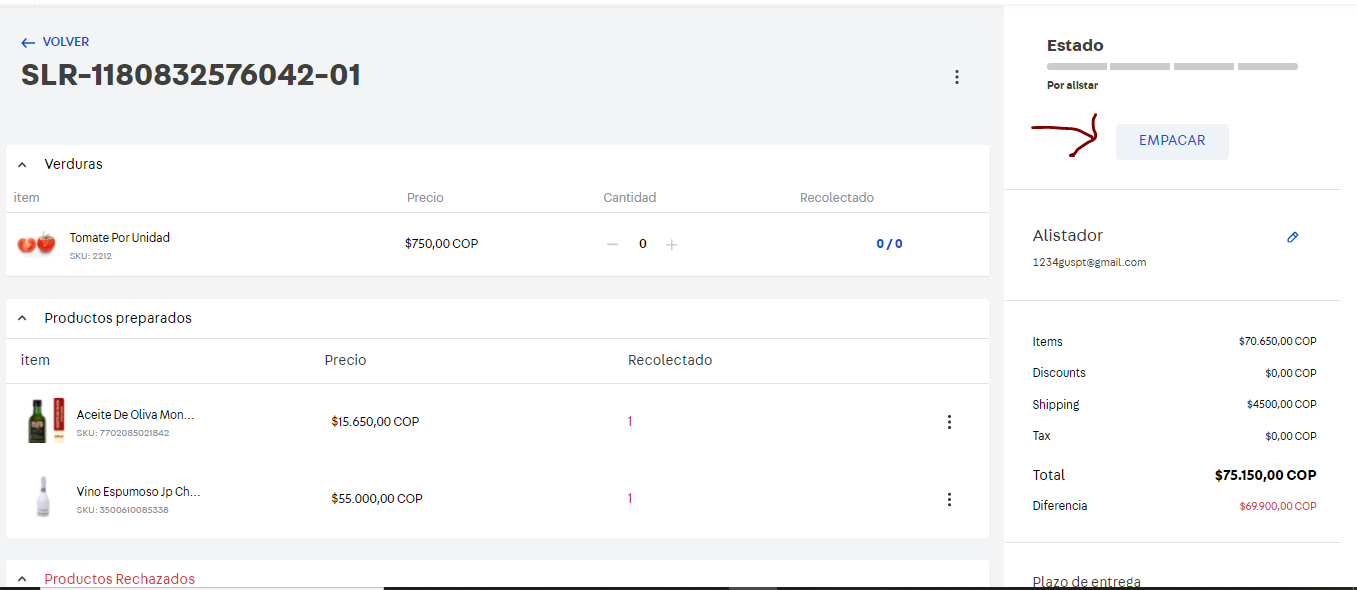 VOLVER
SLR-1180832576042-01
Verduras
item Precio Cantidad Recolectado
Tomate Por Unidad $750,00 COP 0 0 / 0
SKU: 2212
Productos preparados
item Precio Recolectado
Aceite De Oliva Mon... $15.650,00 COP 1
SKU: 7702085021842
Vino Espumoso Jp Ch... $55.000,00 COP 1
SKU: 3500610085338
Productos Rechazados
Estado
Por alistar
EMPACAR
Alistador
1234guspt@gmail.com
Items $70.650,00 COP
Discounts $0,00 COP
Shipping $4500,00 COP
Tax $0,00 COP
Total $75.150,00 COP
Diferencia $69.900,00 COP
Plazo de entrega